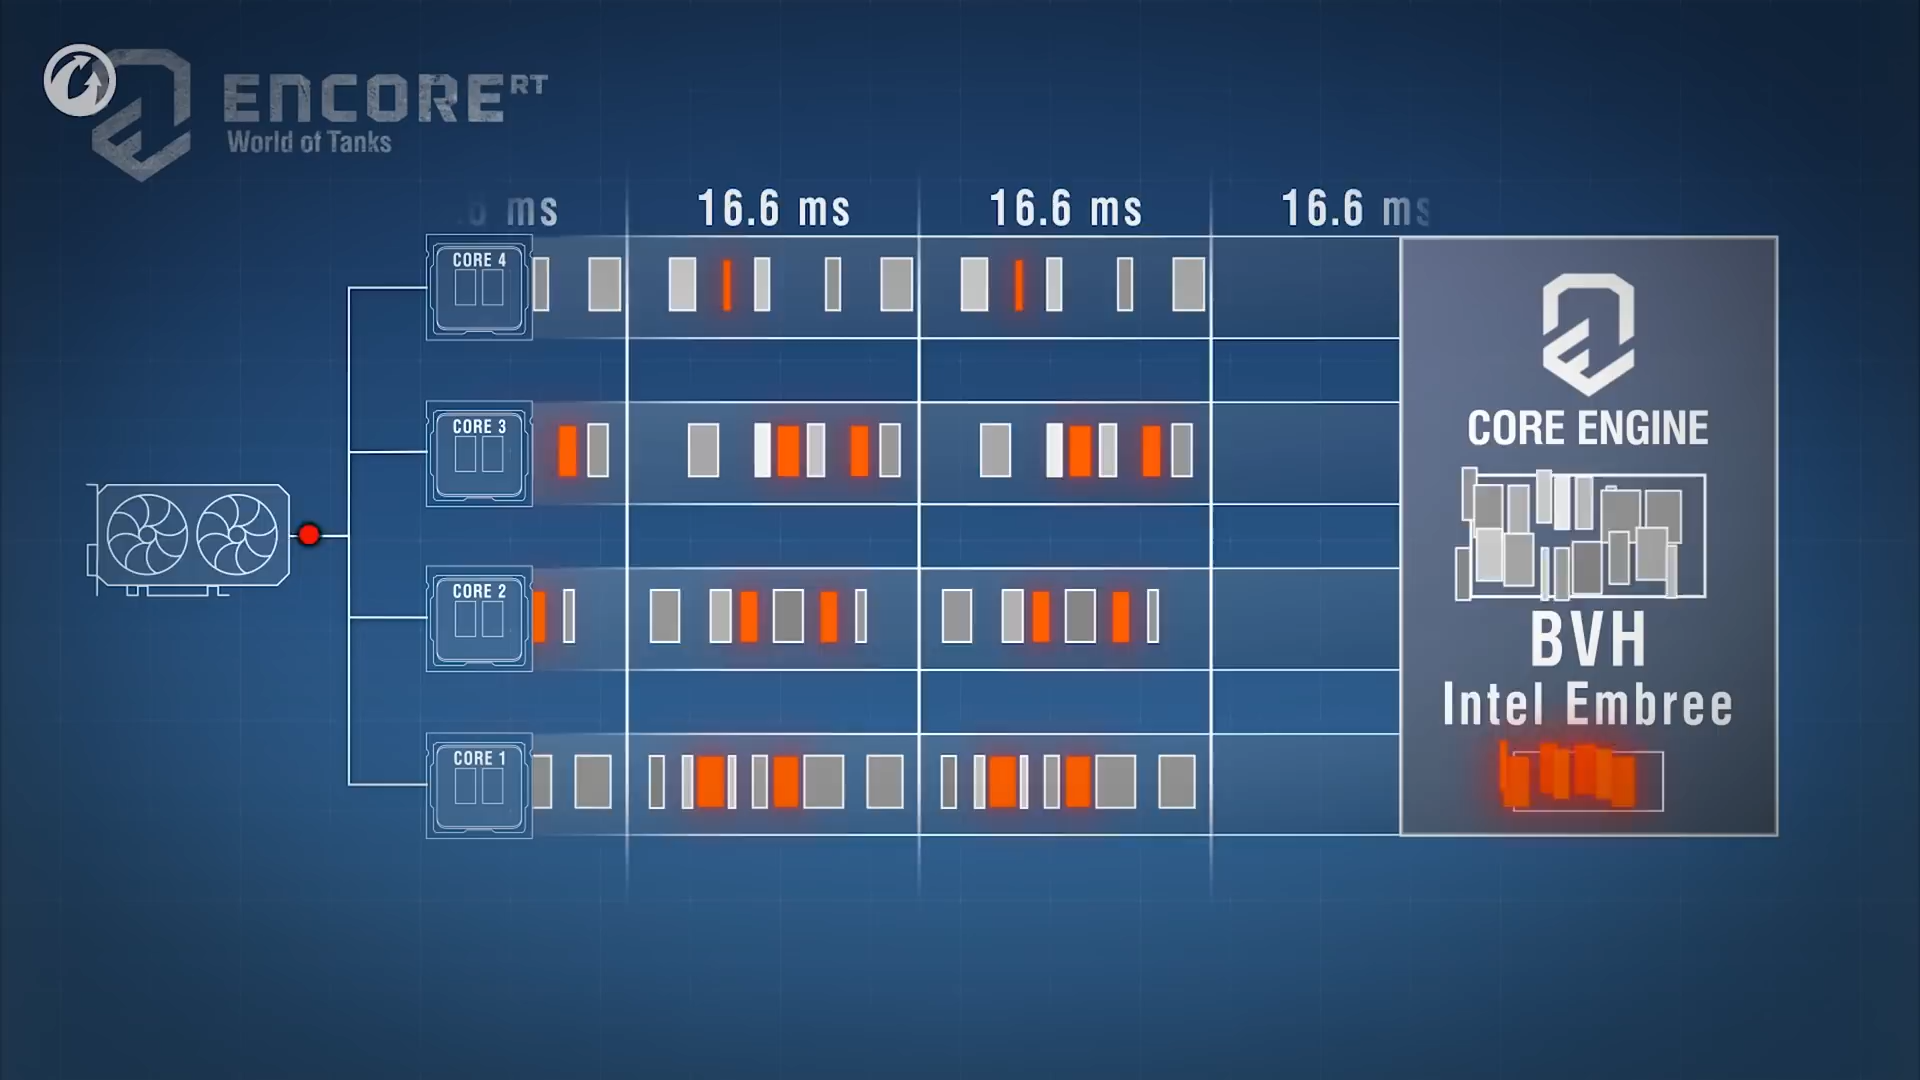 ENCORE RT
World of Tanks
ms
16.6 ms
16.6 ms
16.6 ms
CORE 4
CORE 3
CORE 2
CORE 1
CORE ENGINE
BVH
Intel Embree